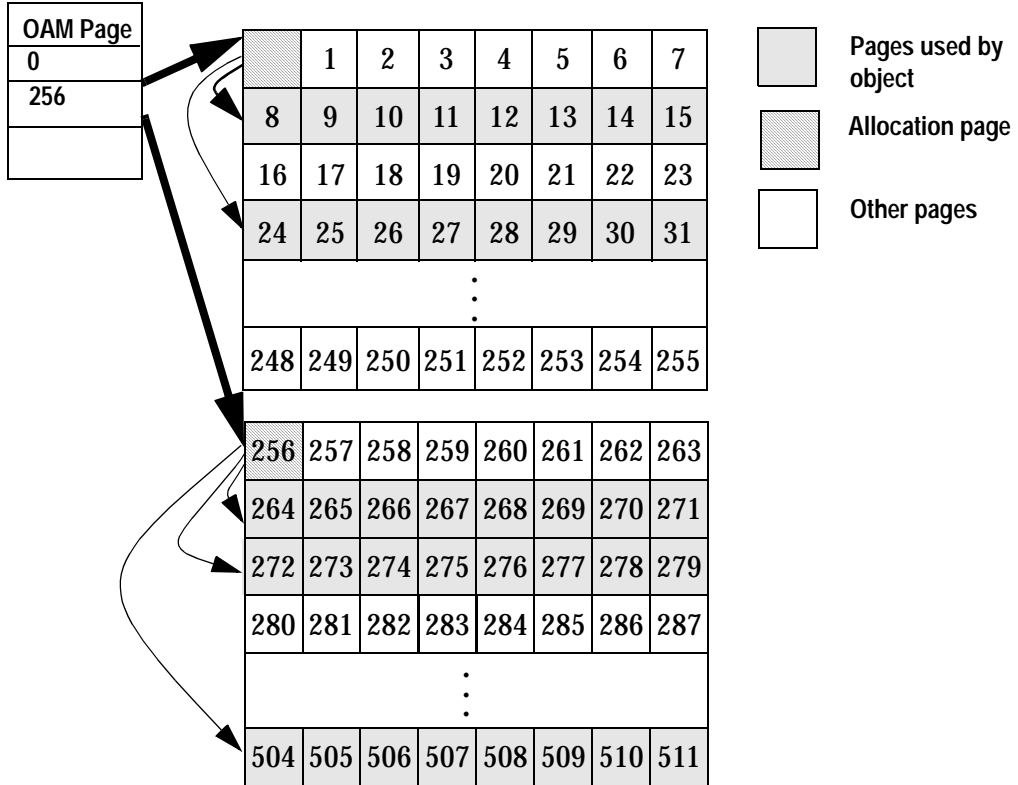 OAM Page
0
256
1 2 3 4 5 6 7
8 9 10 11 12 13 14 15
16 17 18 19 20 21 22 23
24 25 26 27 28 29 30 31
248 249 250 251 252 253 254 255
256 257 258 259 260 261 262 263
264 265 266 267 268 269 270 271
272 273 274 275 276 277 278 279
280 281 282 283 284 285 286 287
504 505 506 507 508 509 510 511
Pages used by
object
Allocation page
Other pages